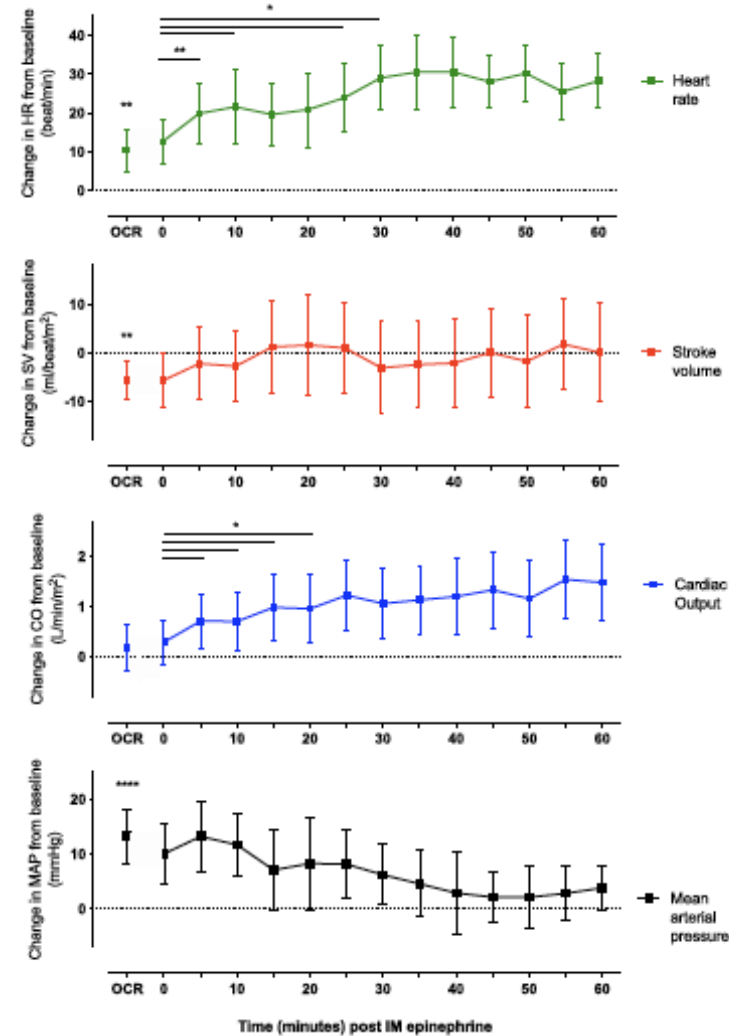 Change in HR from baseline
(beat/min)
40
30
20
10
0
**
**
*
Heart
rate
OCR 0 10 20 30 40 50 60
Change in SV from baseline
(ml/beat/m²)
10
0
-10
**
Stroke
volume
OCR 0 10 20 30 40 50 60
Change in CO from baseline
(L/min/m²)
2
1
0
*
Cardiac
Output
OCR 0 10 20 30 40 50 60
Change in MAP from baseline
(mmHg)
20
10
0
****
Mean
arterial
pressure
OCR 0 10 20 30 40 50 60
Time (minutes) post IM epinephrine